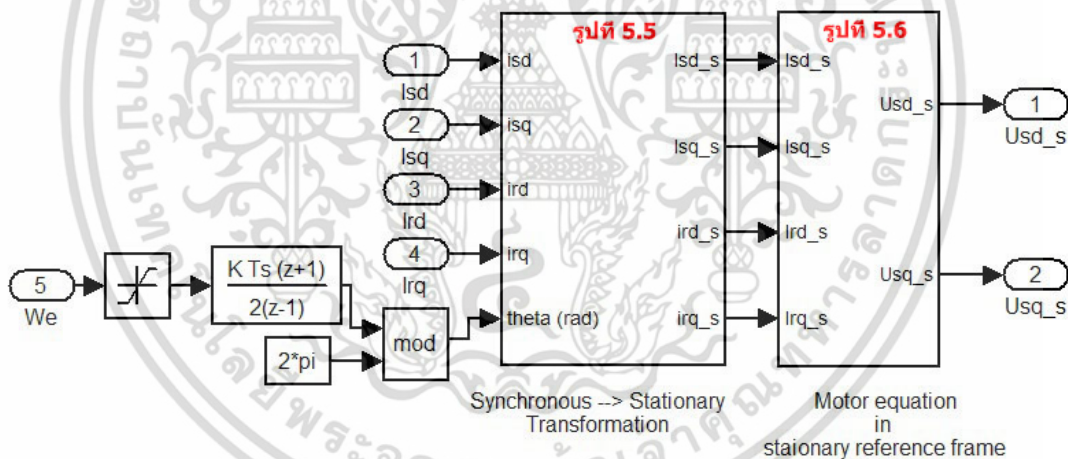 รูปที่ 5.5
รูปที่ 5.6
1
Isd
2
Isq
3
Ird
4
Irq
5
We
K Ts (z+1)
2(z-1)
2*pi
mod
Isd
isq
ird
irq
theta (rad)
Isd_s
Isq_s
ird_s
irq_s
Synchronous --> Stationary
Transformation
Isd_s
Isq_s
Ird_s
Irq_s
Usd_s
Usq_s
Motor equation
in
staionary reference frame
1
Usd_s
2
Usq_s